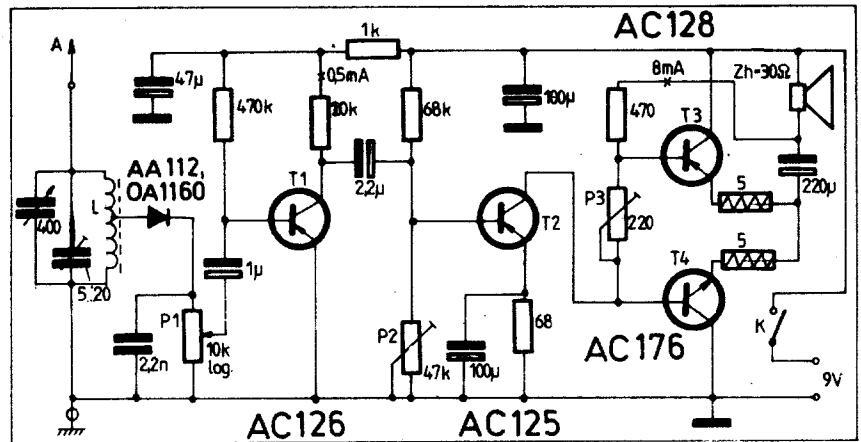 A
47µ
470k
0,5mA
1k
68k
2,2µ
T1
AA112,
OA1160
L
400
5..20
1µ
P1
10k
log.
2,2n
AC126
P2
47k
100µ
68
T2
AC125
AC128
160µ
470
8mA
T3
Zh=30Ω
220µ
5
5
P3
220
T4
AC176
K
9V